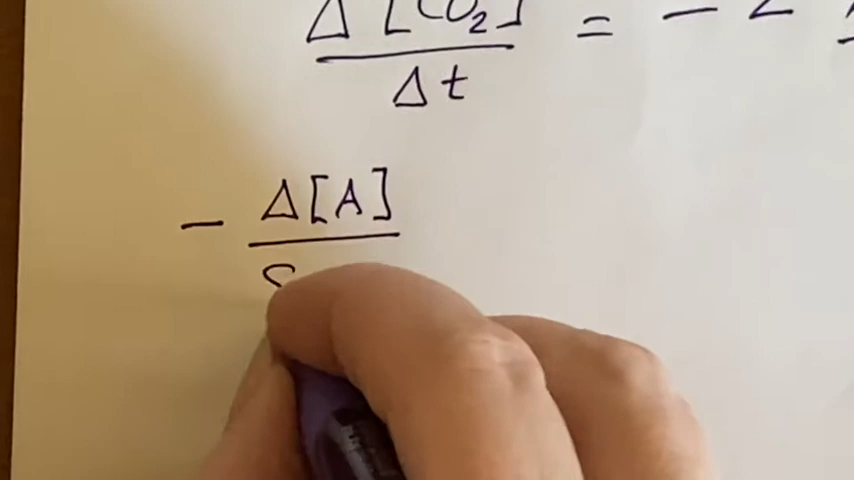 Δ[CO₂] / Δt = - 2
- Δ[A] / S